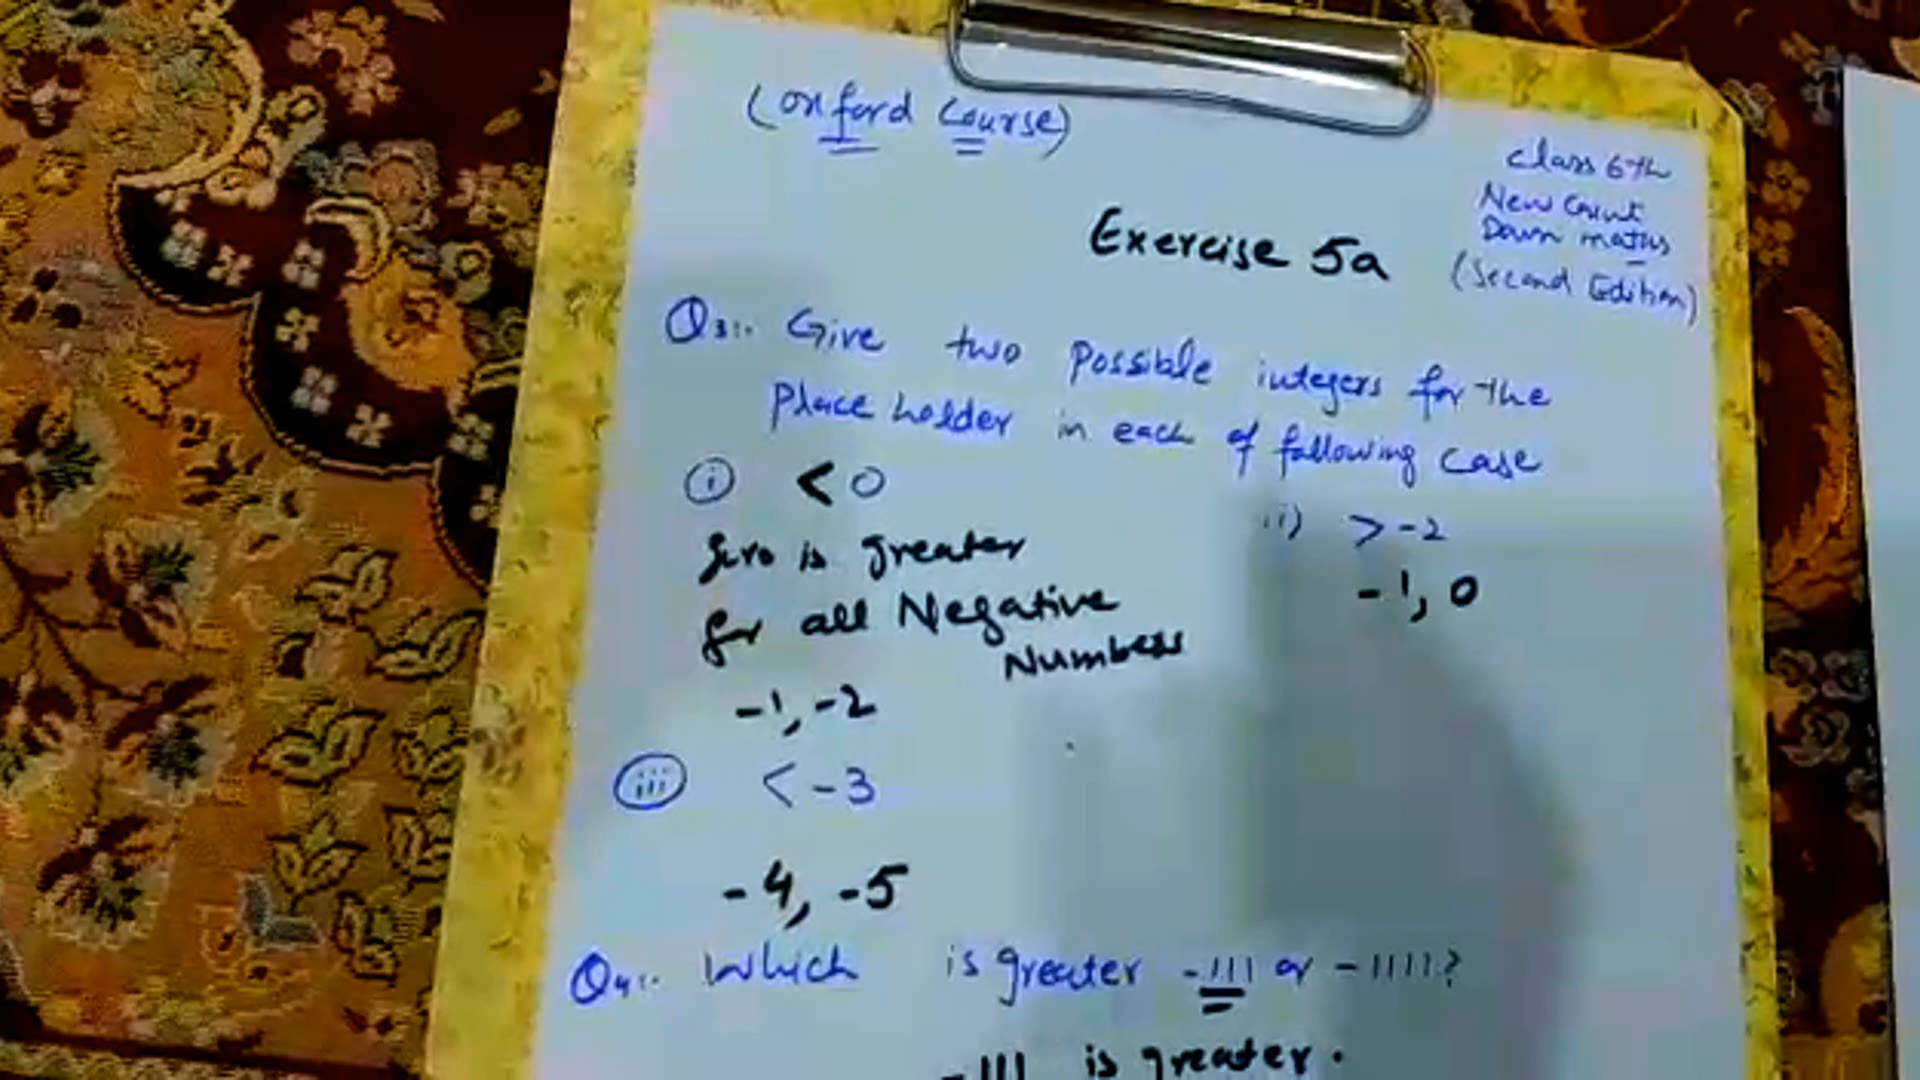 (Oxford Course)
Class 6th
New Count
Down maths
(Second Edition)
Exercise 5a
Q3:. Give two Possible integers for the
Place holder in each of following case
(i) < 0
Zero is greater
for all Negative
Numbers
-1, -2
ii) > -2
-1, 0
(iii) < -3
-4, -5
Q4:. Which is greater -111 or -1111?
-111 is greater.